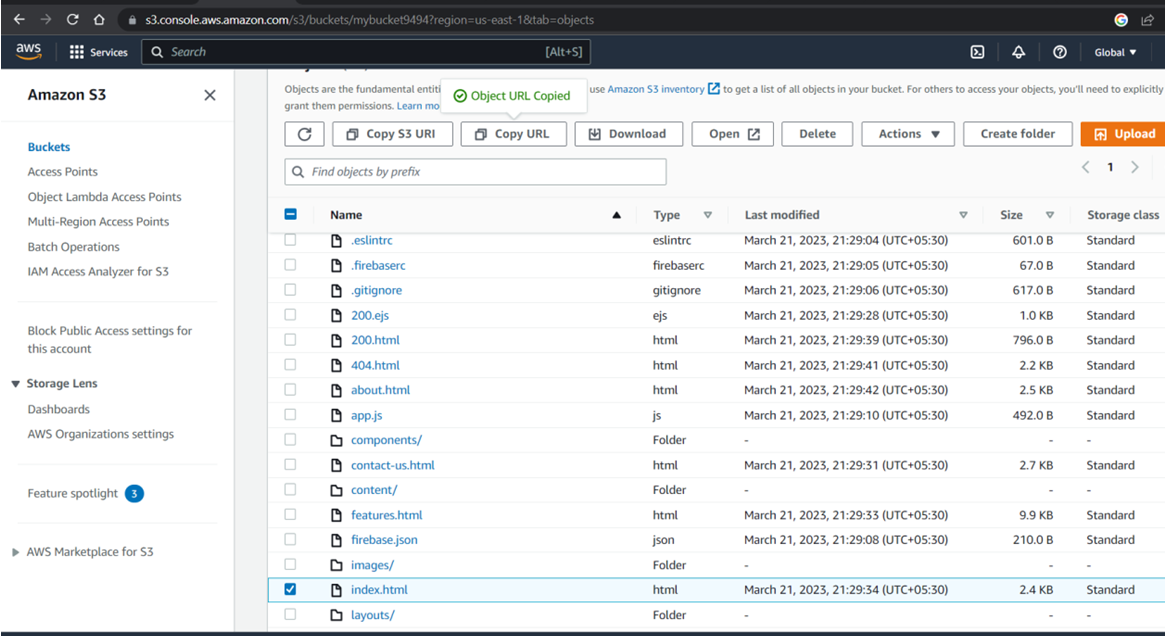 s3.console.aws.amazon.com/s3/buckets/mybucket9494?region=us-east-1&tab=objects
aws Services Search [Alt+S] Global
Amazon S3
Buckets
Access Points
Object Lambda Access Points
Multi-Region Access Points
Batch Operations
IAM Access Analyzer for S3
Block Public Access settings for
this account
Storage Lens
Dashboards
AWS Organizations settings
Feature spotlight 3
AWS Marketplace for S3
Objects are the fundamental entiti use Amazon S3 inventory to get a list of all objects in your bucket. For others to access your objects, you'll need to explicitly
grant them permissions. Learn mo
Object URL Copied
Copy S3 URI Copy URL Download Open Delete Actions Create folder Upload
Find objects by prefix 1
Name Type Last modified Size Storage class
.eslintrc eslintrc March 21, 2023, 21:29:04 (UTC+05:30) 601.0 B Standard
.firebaserc firebaserc March 21, 2023, 21:29:05 (UTC+05:30) 67.0 B Standard
.gitignore gitignore March 21, 2023, 21:29:06 (UTC+05:30) 617.0 B Standard
200.ejs ejs March 21, 2023, 21:29:28 (UTC+05:30) 1.0 KB Standard
200.html html March 21, 2023, 21:29:39 (UTC+05:30) 796.0 B Standard
404.html html March 21, 2023, 21:29:41 (UTC+05:30) 2.2 KB Standard
about.html html March 21, 2023, 21:29:42 (UTC+05:30) 2.5 KB Standard
app.js js March 21, 2023, 21:29:10 (UTC+05:30) 492.0 B Standard
components/ Folder - - -
contact-us.html html March 21, 2023, 21:29:31 (UTC+05:30) 2.7 KB Standard
content/ Folder - - -
features.html html March 21, 2023, 21:29:33 (UTC+05:30) 9.9 KB Standard
firebase.json json March 21, 2023, 21:29:08 (UTC+05:30) 210.0 B Standard
images/ Folder - - -
index.html html March 21, 2023, 21:29:34 (UTC+05:30) 2.4 KB Standard
layouts/ Folder - - -